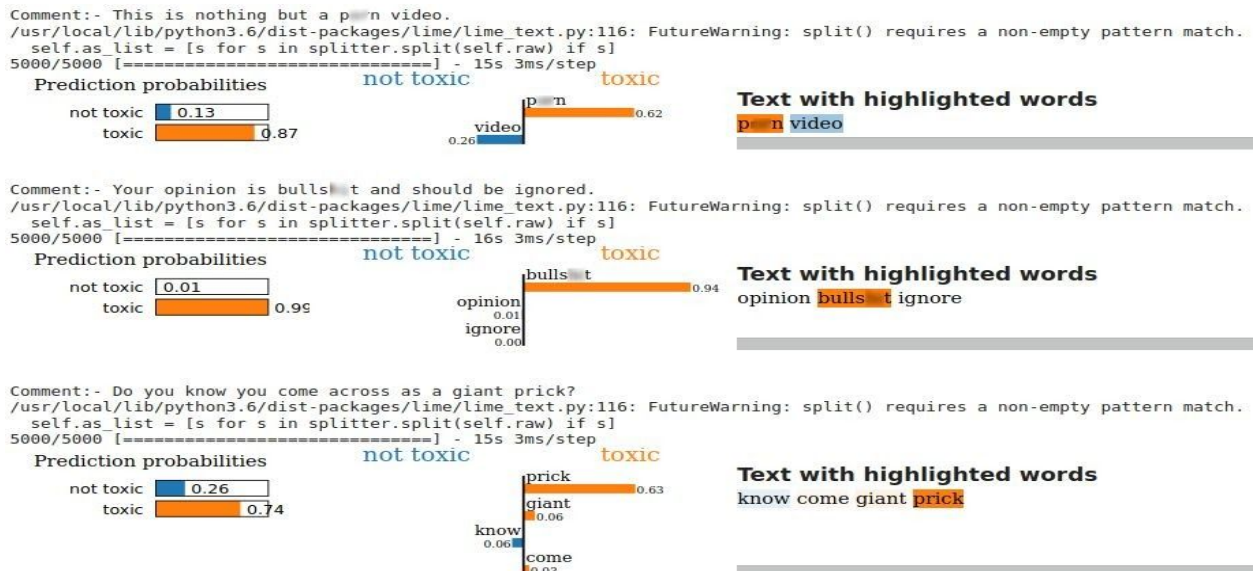 Comment:- This is nothing but a p n video.
/usr/local/lib/python3.6/dist-packages/lime/lime_text.py:116: FutureWarning: split() requires a non-empty pattern match.
self.as_list = [s for s in splitter.split(self.raw) if s]
5000/5000 [==============================] - 15s 3ms/step
Prediction probabilities
not toxic 0.13
toxic 0.87
not toxic toxic
p n
0.62
video
0.26
Text with highlighted words
p n video
Comment:- Your opinion is bulls t and should be ignored.
/usr/local/lib/python3.6/dist-packages/lime/lime_text.py:116: FutureWarning: split() requires a non-empty pattern match.
self.as_list = [s for s in splitter.split(self.raw) if s]
5000/5000 [==============================] - 16s 3ms/step
Prediction probabilities
not toxic 0.01
toxic 0.99
not toxic toxic
bulls t
0.94
opinion
0.01
ignore
0.00
Text with highlighted words
opinion bulls t ignore
Comment:- Do you know you come across as a giant prick?
/usr/local/lib/python3.6/dist-packages/lime/lime_text.py:116: FutureWarning: split() requires a non-empty pattern match.
self.as_list = [s for s in splitter.split(self.raw) if s]
5000/5000 [==============================] - 15s 3ms/step
Prediction probabilities
not toxic 0.26
toxic 0.74
not toxic toxic
prick
0.63
giant
0.06
know
0.06
come
0.03
Text with highlighted words
know come giant prick